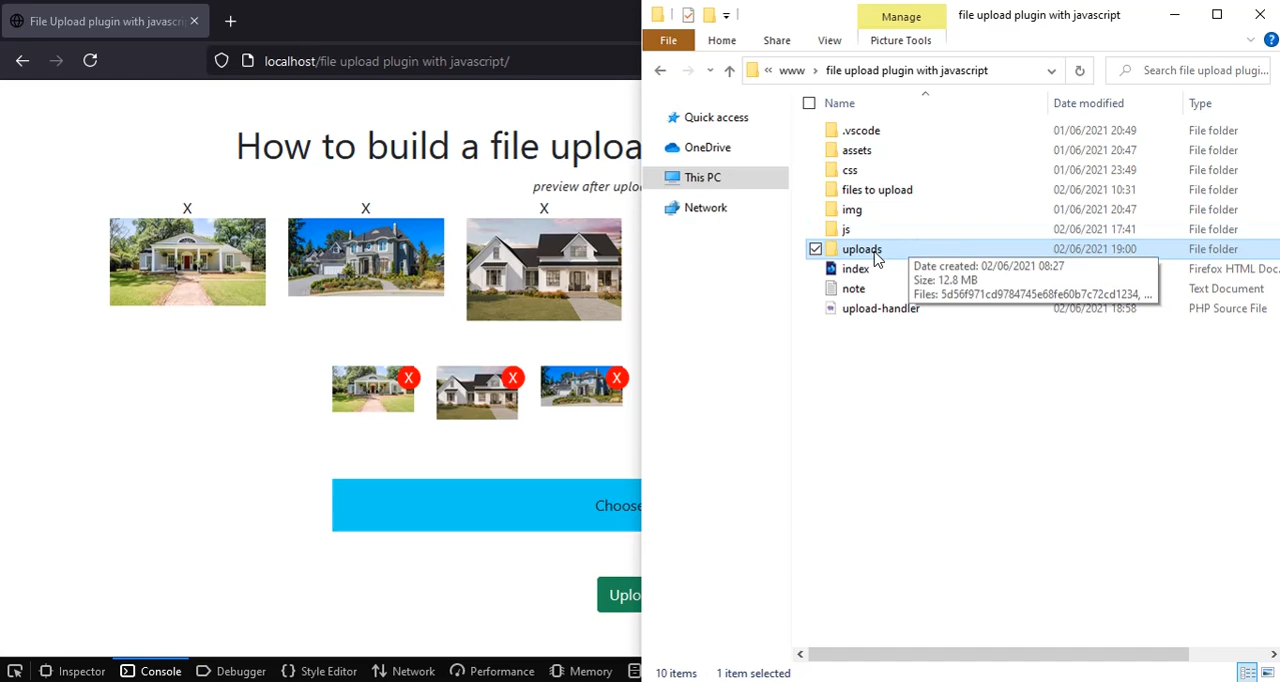 File Upload plugin with javascri
localhost/file upload plugin with javascript/
How to build a file uploa
preview after uploa
X X X
X X X
Choose
Uplo
Inspector Console Debugger Style Editor Network Performance Memory
Manage file upload plugin with javascript
File Home Share View Picture Tools
« www › file upload plugin with javascript Search file upload plugi...
Quick access
OneDrive
This PC
Network
Name Date modified Type
.vscode 01/06/2021 20:49 File folder
assets 01/06/2021 20:47 File folder
css 01/06/2021 23:49 File folder
files to upload 02/06/2021 10:31 File folder
img 01/06/2021 20:47 File folder
js 02/06/2021 17:41 File folder
uploads 02/06/2021 19:00 File folder
index Firefox HTML Doc
note Text Document
upload-handler 02/06/2021 18:58 PHP Source File
Date created: 02/06/2021 08:27
Size: 12.8 MB
Files: 5d56f971cd9784745e68fe60b7c72cd1234, ...
10 items 1 item selected